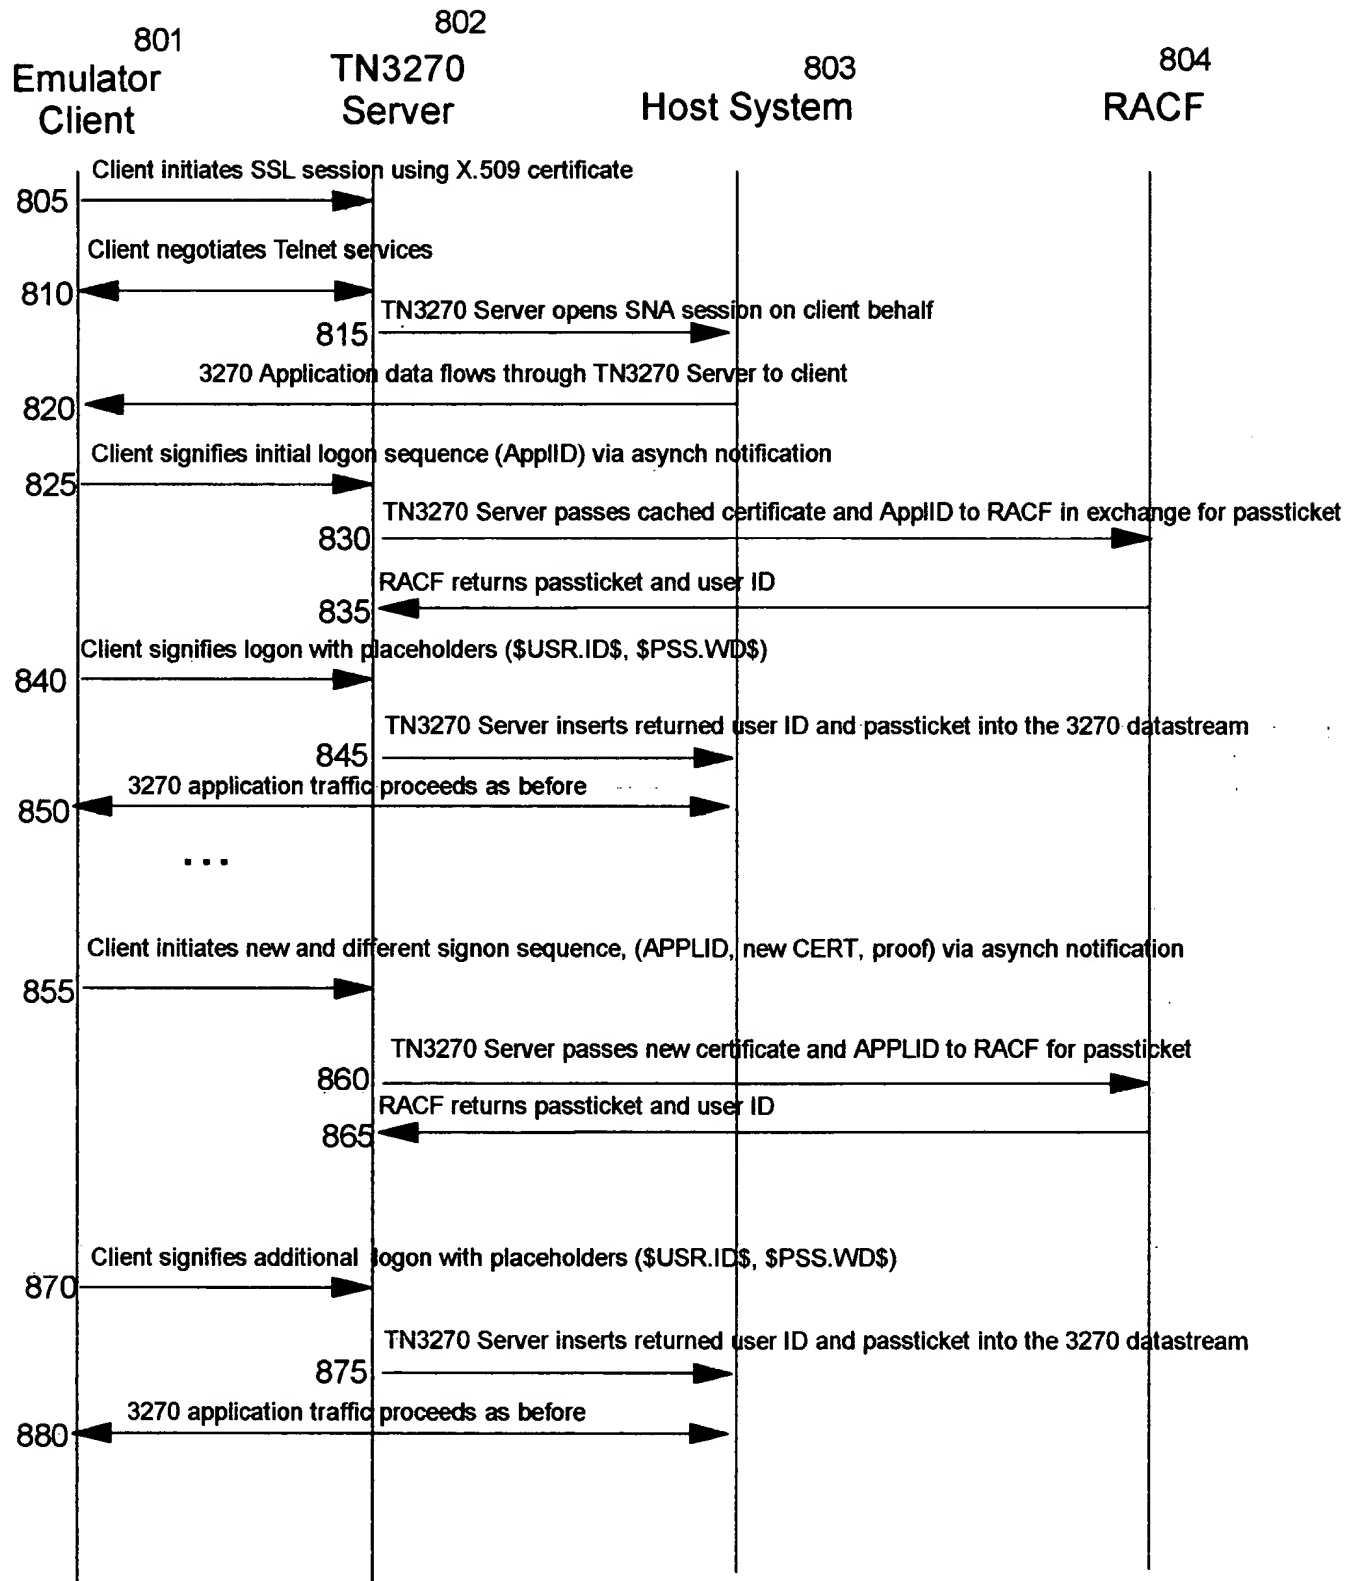 801
Emulator
Client
802
TN3270
Server
803
Host System
804
RACF
Client initiates SSL session using X.509 certificate
805
Client negotiates Telnet services
810
TN3270 Server opens SNA session on client behalf
815
3270 Application data flows through TN3270 Server to client
820
Client signifies initial logon sequence (ApplID) via asynch notification
825
TN3270 Server passes cached certificate and ApplID to RACF in exchange for passticket
830
RACF returns passticket and user ID
835
Client signifies logon with placeholders ($USR.ID$, $PSS.WD$)
840
TN3270 Server inserts returned user ID and passticket into the 3270 datastream
845
3270 application traffic proceeds as before
850
...
Client initiates new and different signon sequence, (APPLID, new CERT, proof) via asynch notification
855
TN3270 Server passes new certificate and APPLID to RACF for passticket
860
RACF returns passticket and user ID
865
Client signifies additional logon with placeholders ($USR.ID$, $PSS.WD$)
870
TN3270 Server inserts returned user ID and passticket into the 3270 datastream
875
3270 application traffic proceeds as before
880